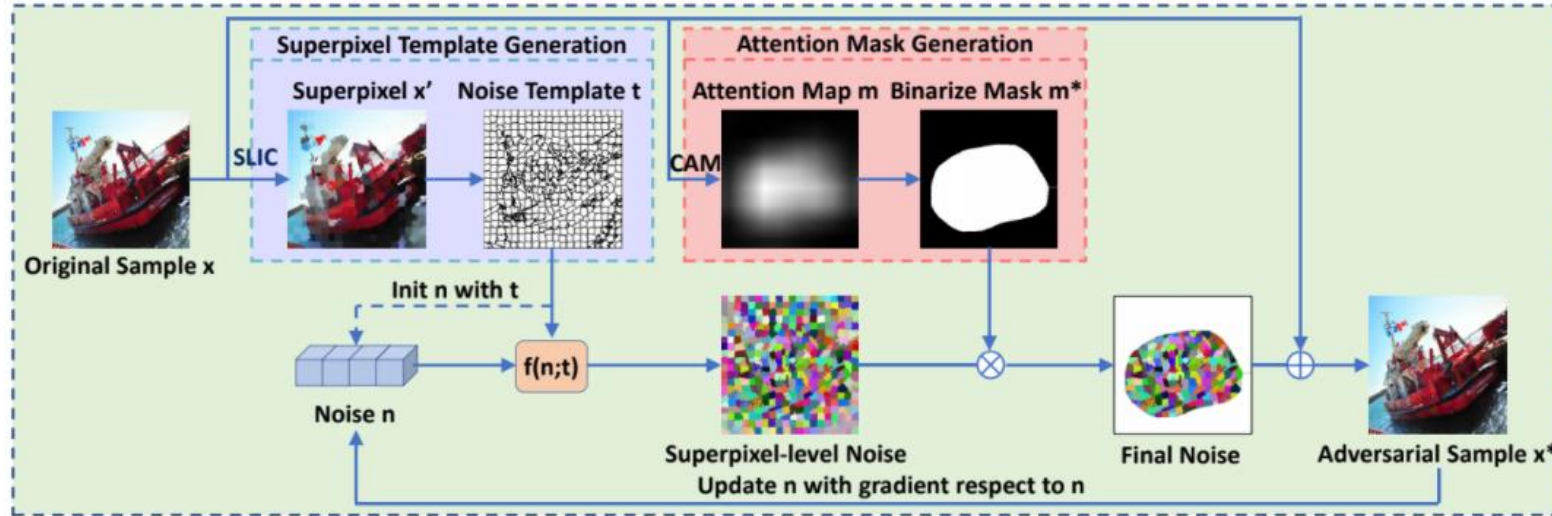 Superpixel Template Generation
Attention Mask Generation
Superpixel x’
Noise Template t
Attention Map m
Binarize Mask m*
SLIC
CAM
Original Sample x
Init n with t
f(n;t)
Noise n
Superpixel-level Noise
Final Noise
Adversarial Sample x*
Update n with gradient respect to n